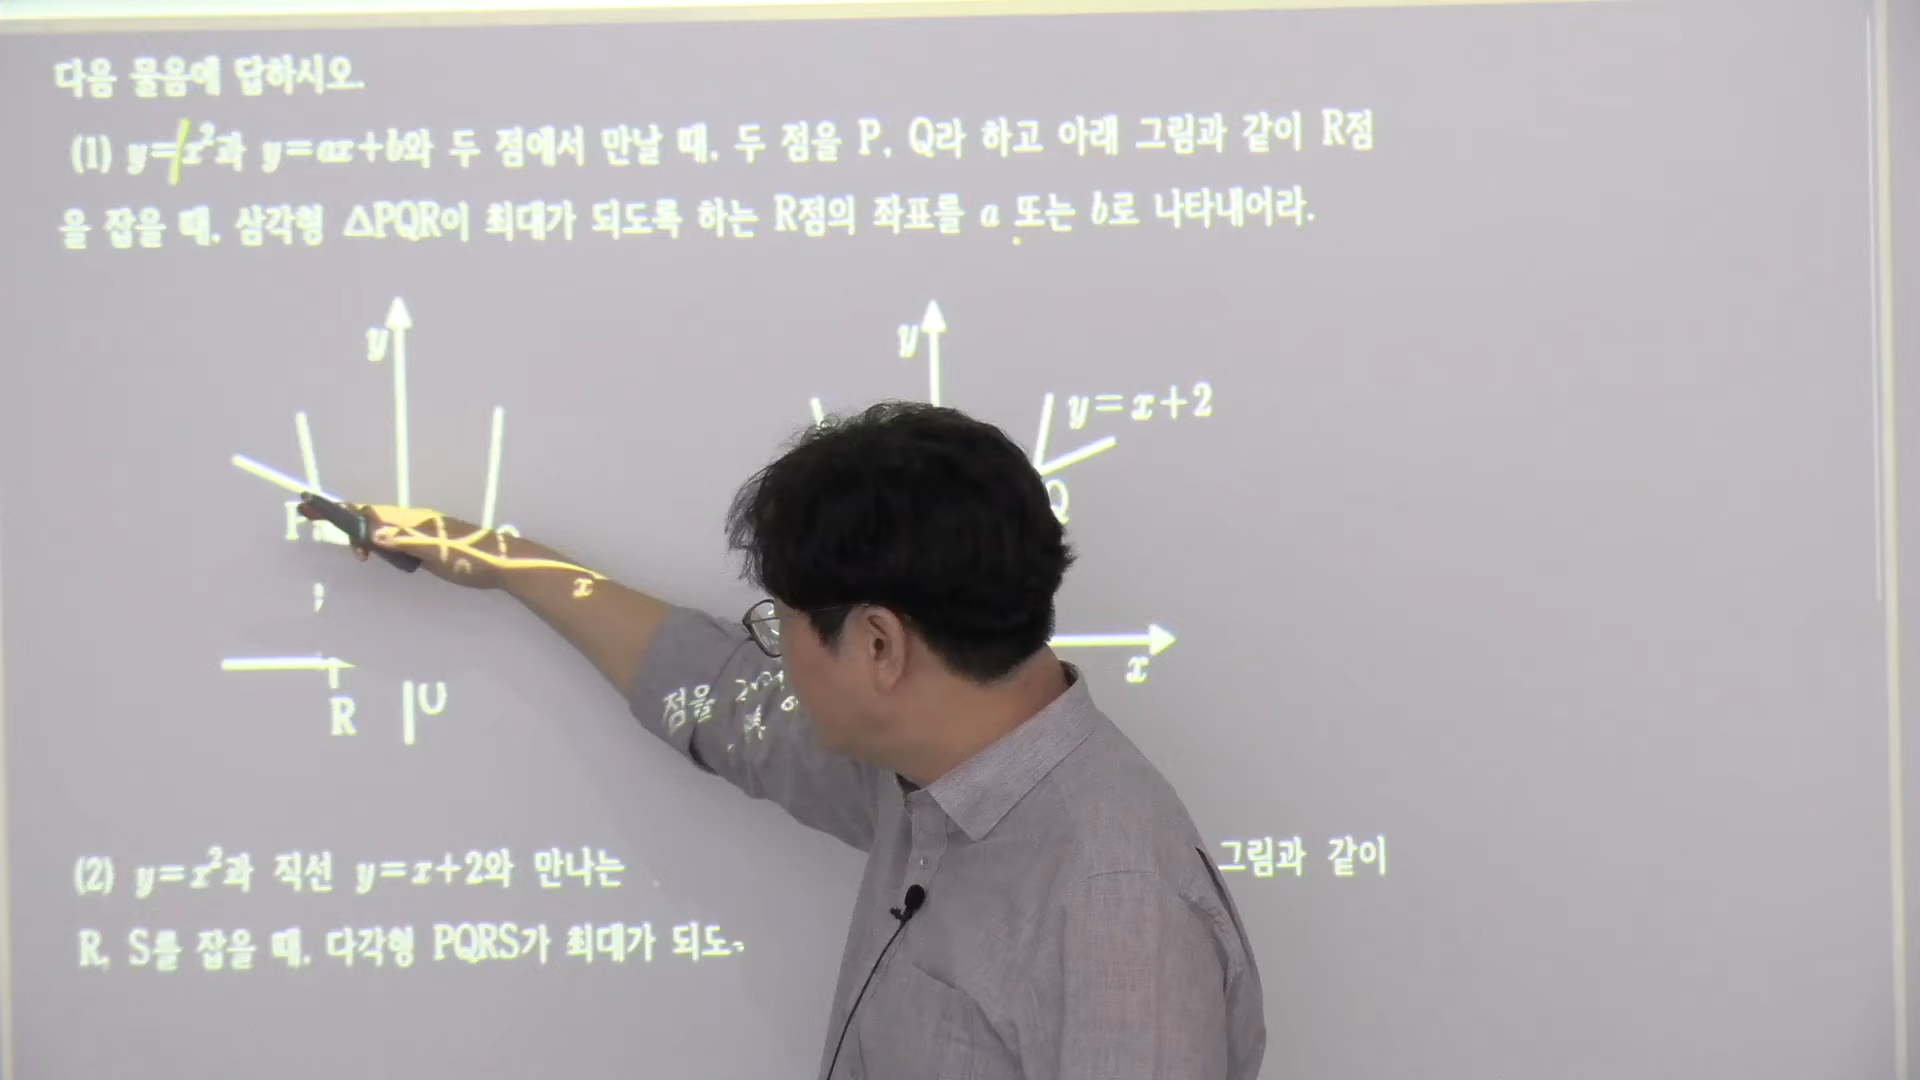 다음 물음에 답하시오.
(1) y=x²과 y=ax+b와 두 점에서 만날 때, 두 점을 P, Q라 하고 아래 그림과 같이 R점
을 잡을 때, 삼각형 △PQR이 최대가 되도록 하는 R점의 좌표를 a 또는 b로 나타내어라.
y
y
y=x+2
P
Q
x
x
R
점을
(2) y=x²과 직선 y=x+2와 만나는
그림과 같이
R, S를 잡을 때, 다각형 PQRS가 최대가 되도